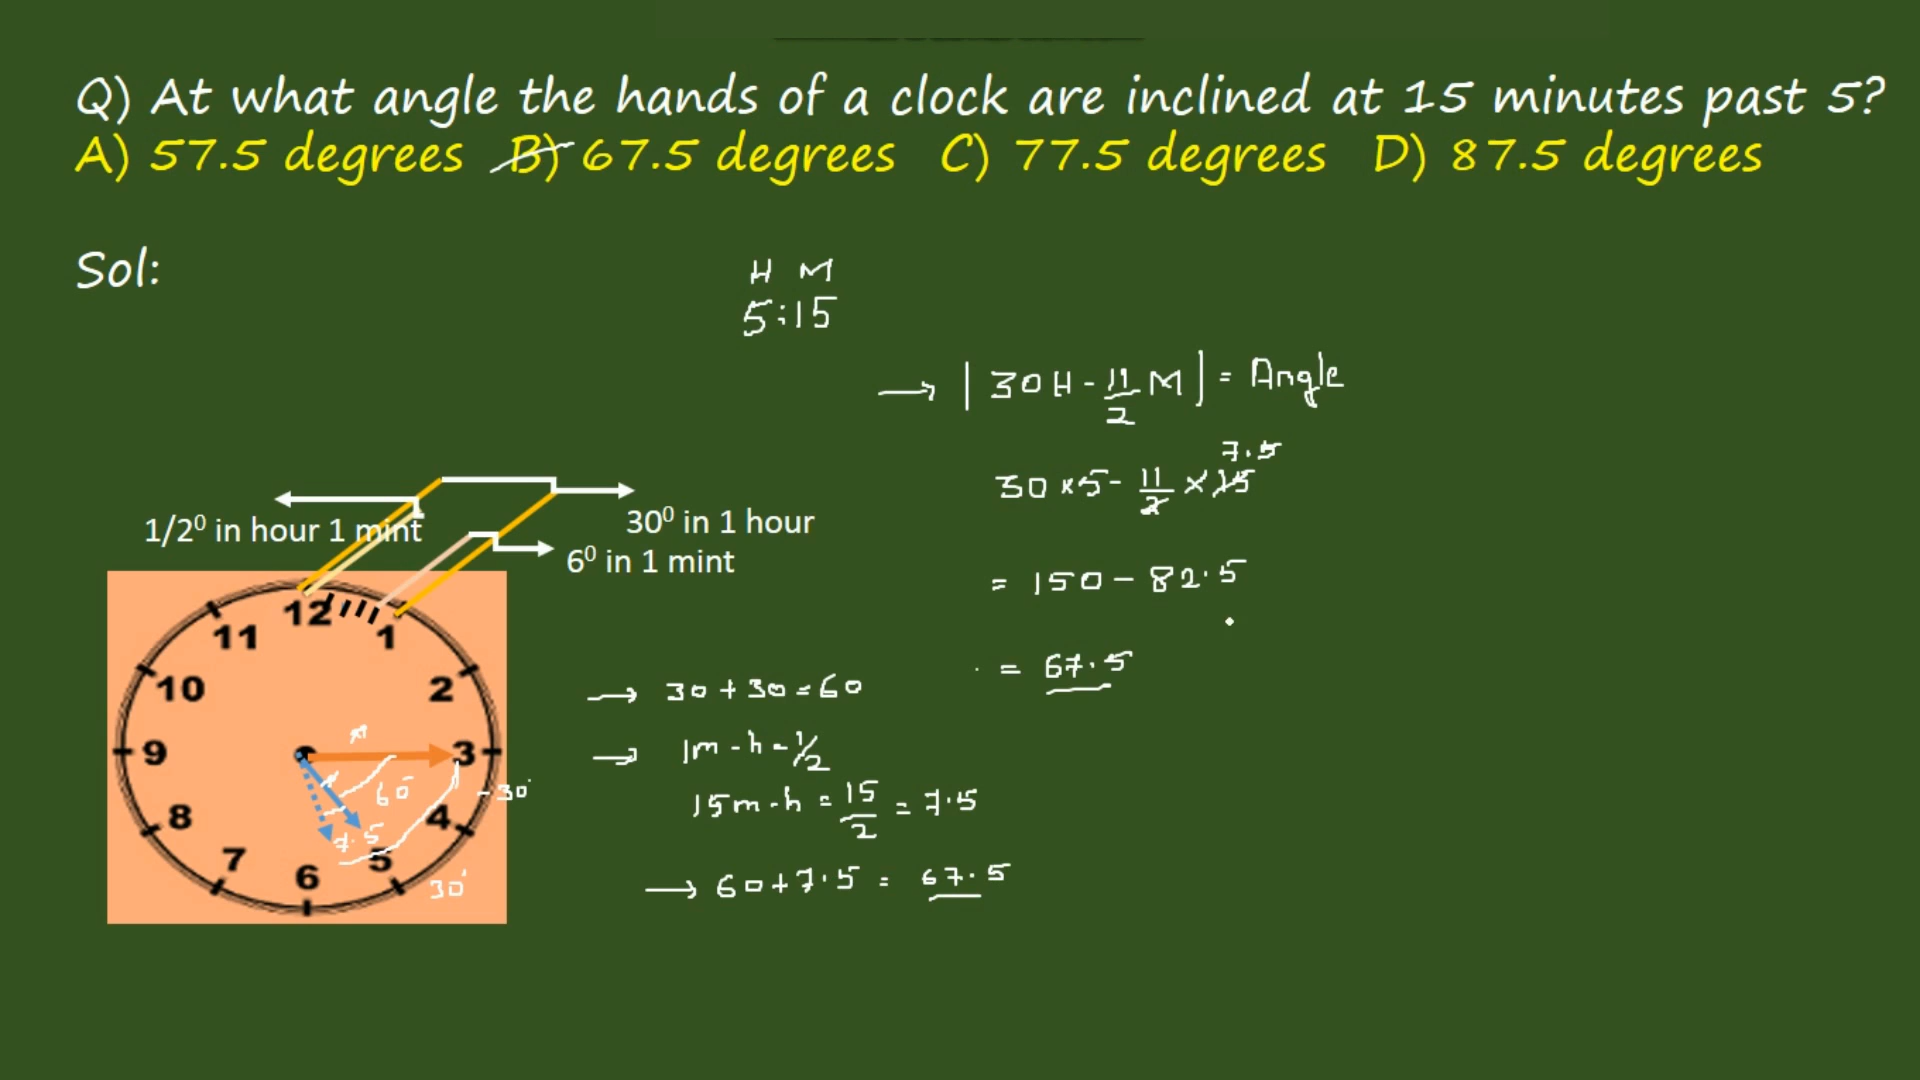 Q) At what angle the hands of a clock are inclined at 15 minutes past 5?
A) 57.5 degrees B) 67.5 degrees C) 77.5 degrees D) 87.5 degrees
Sol:
H M
5:15
→ |30H - 11/2 M| = Angle
7.5
30×5 - 11/2 × 15
= 150 - 82.5
= 67.5
1/2⁰ in hour 1 mint
30⁰ in 1 hour
6⁰ in 1 mint
12
11
1
10
2
9
3
8
4
7
5
6
60
-30°
7.5
30°
→ 30 + 30 = 60
→ 1m - h = 1/2
15m - h = 15/2 = 7.5
→ 60 + 7.5 = 67.5